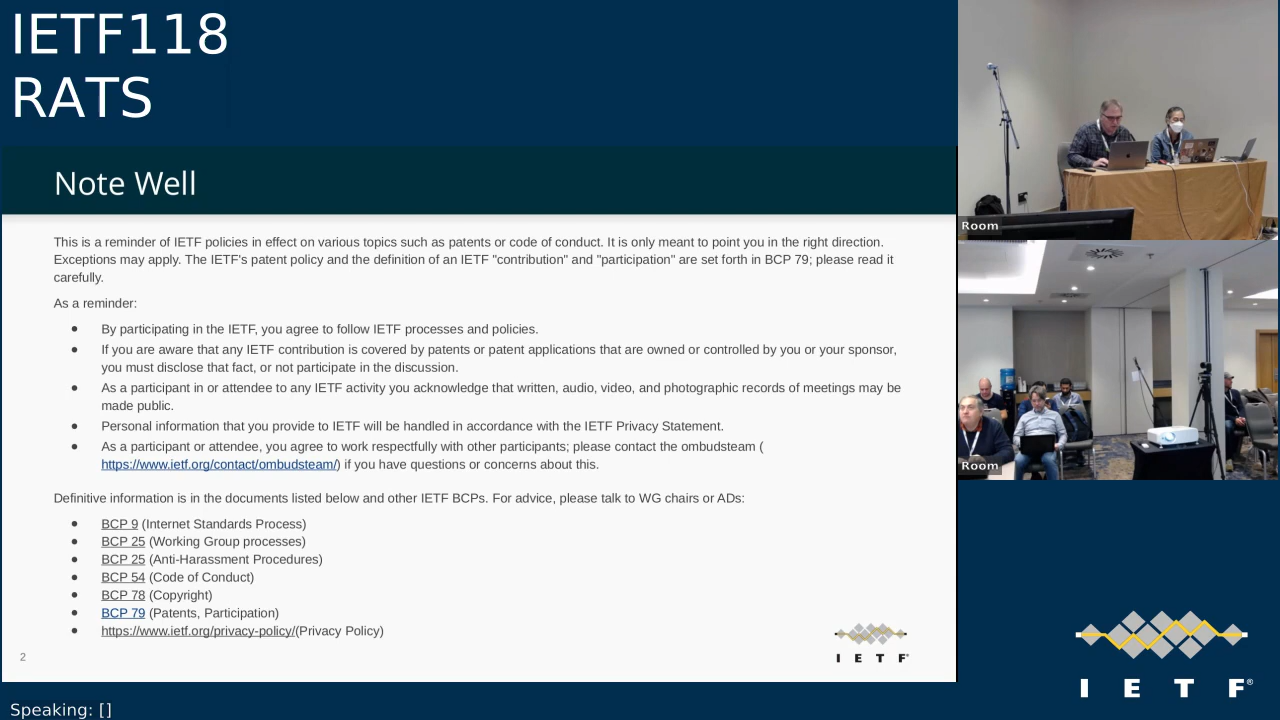 IETF118
RATS
Note Well
This is a reminder of IETF policies in effect on various topics such as patents or code of conduct. It is only meant to point you in the right direction.
Exceptions may apply. The IETF's patent policy and the definition of an IETF "contribution" and "participation" are set forth in BCP 79; please read it
carefully.
As a reminder:
● By participating in the IETF, you agree to follow IETF processes and policies.
● If you are aware that any IETF contribution is covered by patents or patent applications that are owned or controlled by you or your sponsor,
you must disclose that fact, or not participate in the discussion.
● As a participant in or attendee to any IETF activity you acknowledge that written, audio, video, and photographic records of meetings may be
made public.
● Personal information that you provide to IETF will be handled in accordance with the IETF Privacy Statement.
● As a participant or attendee, you agree to work respectfully with other participants; please contact the ombudsteam (
https://www.ietf.org/contact/ombudsteam/) if you have questions or concerns about this.
Definitive information is in the documents listed below and other IETF BCPs. For advice, please talk to WG chairs or ADs:
● BCP 9 (Internet Standards Process)
● BCP 25 (Working Group processes)
● BCP 25 (Anti-Harassment Procedures)
● BCP 54 (Code of Conduct)
● BCP 78 (Copyright)
● BCP 79 (Patents, Participation)
● https://www.ietf.org/privacy-policy/(Privacy Policy)
2
I E T F®
Room
Room
I E T F®
Speaking: []